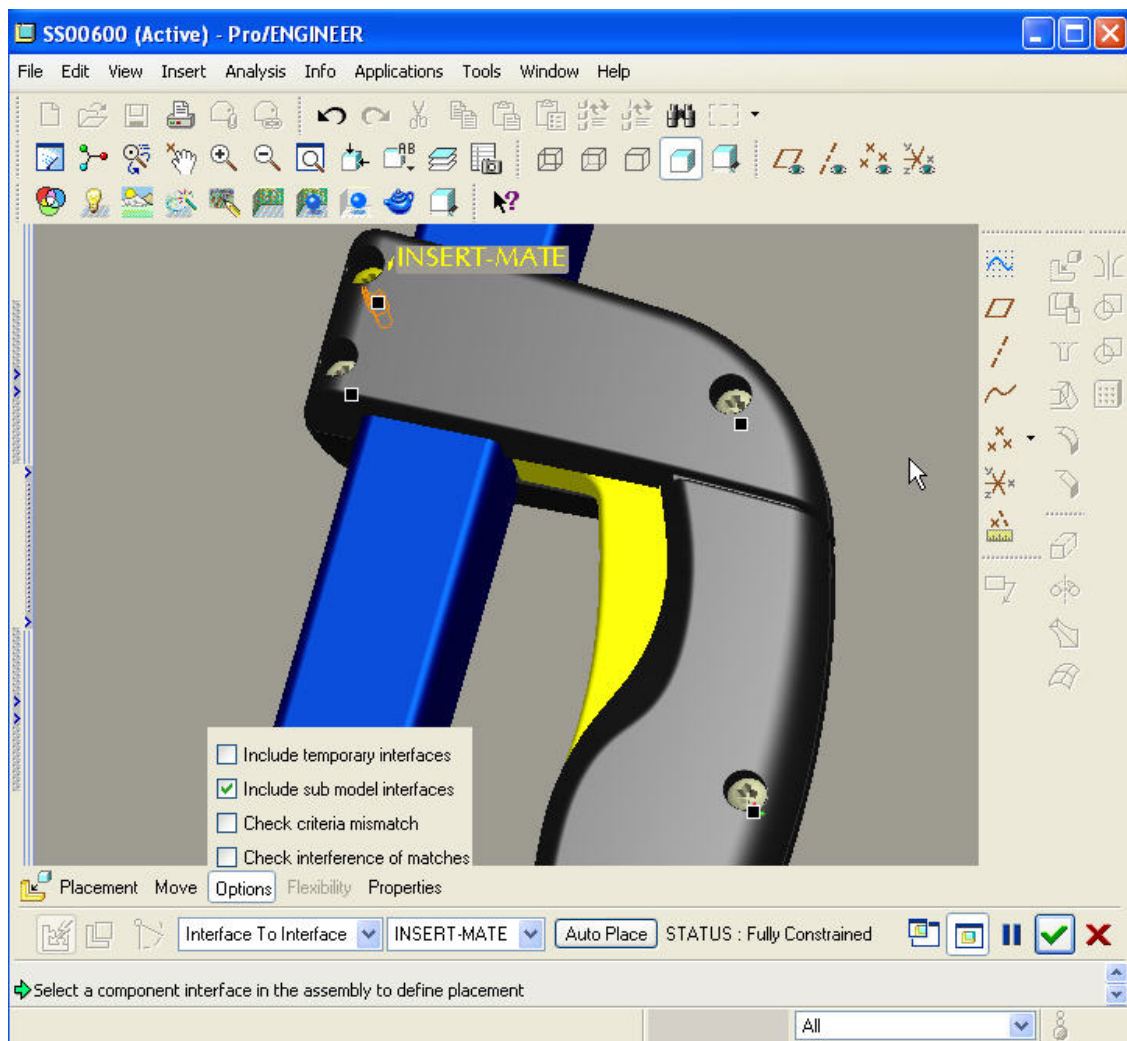 SS00600 (Active) - Pro/ENGINEER
File Edit View Insert Analysis Info Applications Tools Window Help
AB
INSERT-MATE
Include temporary interfaces
Include sub model interfaces
Check criteria mismatch
Check interference of matches
Placement Move Options Flexibility Properties
Interface To Interface INSERT-MATE Auto Place STATUS : Fully Constrained
Select a component interface in the assembly to define placement
All